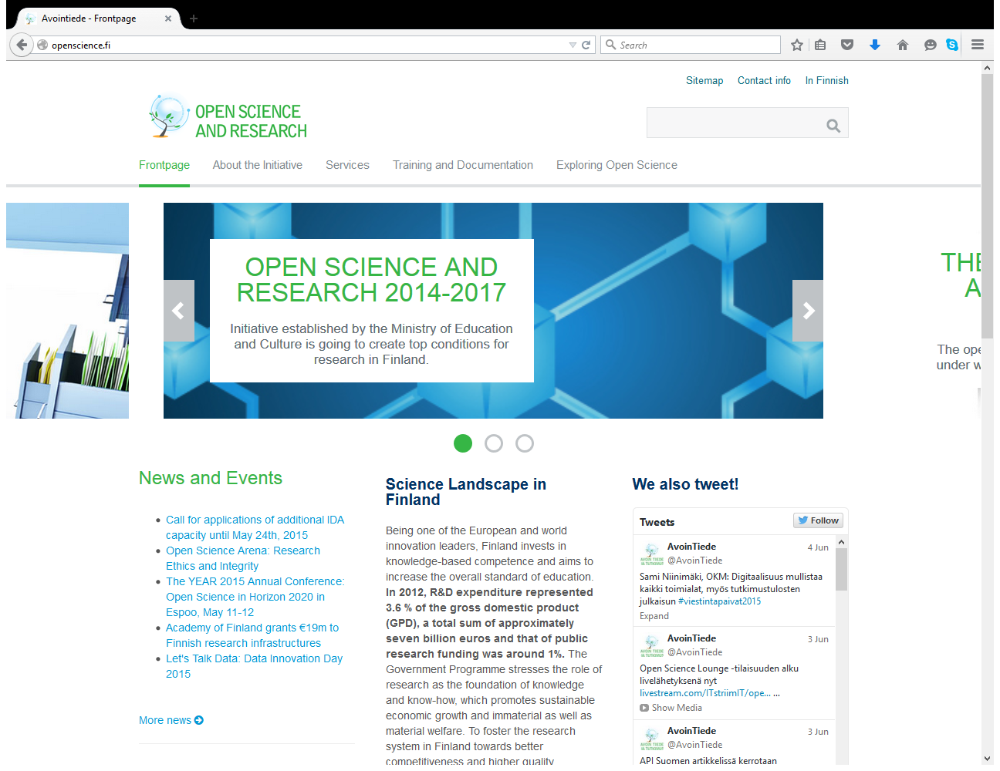 Avointiede - Frontpage
openscience.fi
Search
Sitemap Contact info In Finnish
OPEN SCIENCE
AND RESEARCH
Frontpage About the Initiative Services Training and Documentation Exploring Open Science
OPEN SCIENCE AND
RESEARCH 2014-2017
Initiative established by the Ministry of Education
and Culture is going to create top conditions for
research in Finland.
THE
A
The ope
under w
News and Events
Call for applications of additional IDA
capacity until May 24th, 2015
Open Science Arena: Research
Ethics and Integrity
The YEAR 2015 Annual Conference:
Open Science in Horizon 2020 in
Espoo, May 11-12
Academy of Finland grants €19m to
Finnish research infrastructures
Let's Talk Data: Data Innovation Day
2015
More news
Science Landscape in
Finland
Being one of the European and world
innovation leaders, Finland invests in
knowledge-based competence and aims to
increase the overall standard of education.
In 2012, R&D expenditure represented
3.6 % of the gross domestic product
(GPD), a total sum of approximately
seven billion euros and that of public
research funding was around 1%. The
Government Programme stresses the role of
research as the foundation of knowledge
and know-how, which promotes sustainable
economic growth and immaterial as well as
material welfare. To foster the research
system in Finland towards better
competitiveness and higher quality
We also tweet!
Tweets Follow
AvoinTiede 4 Jun
@AvoinTiede
Sami Niinimäki, OKM: Digitaalisuus mullistaa
kaikki toimialat, myös tutkimustulosten
julkaisun #viestintapaivat2015
Expand
AvoinTiede 3 Jun
@AvoinTiede
Open Science Lounge -tilaisuuden alku
livelähetyksenä nyt
livestream.com/ITstriimIT/ope... ...
Show Media
AvoinTiede 3 Jun
@AvoinTiede
API Suomen artikkelissä kerrotaan